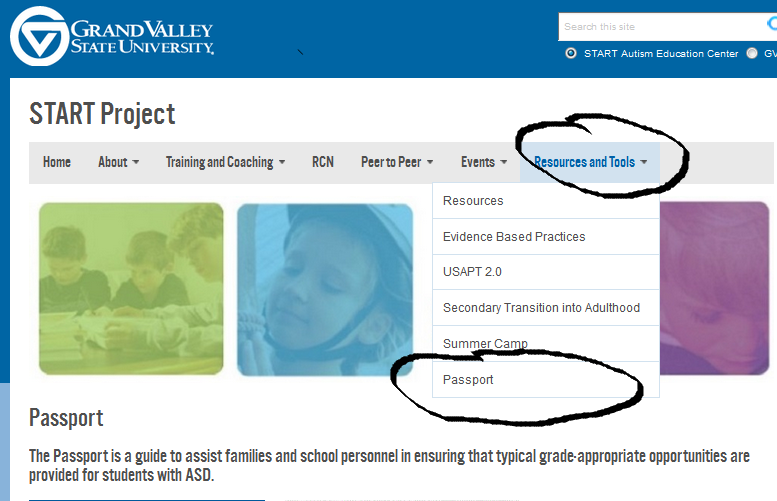 GRAND VALLEY
STATE UNIVERSITY.
Search this site
START Autism Education Center
GV
START Project
Home About Training and Coaching RCN Peer to Peer Events Resources and Tools
Resources
Evidence Based Practices
USAPT 2.0
Secondary Transition into Adulthood
Summer Camp
Passport
Passport
The Passport is a guide to assist families and school personnel in ensuring that typical grade-appropriate opportunities are
provided for students with ASD.